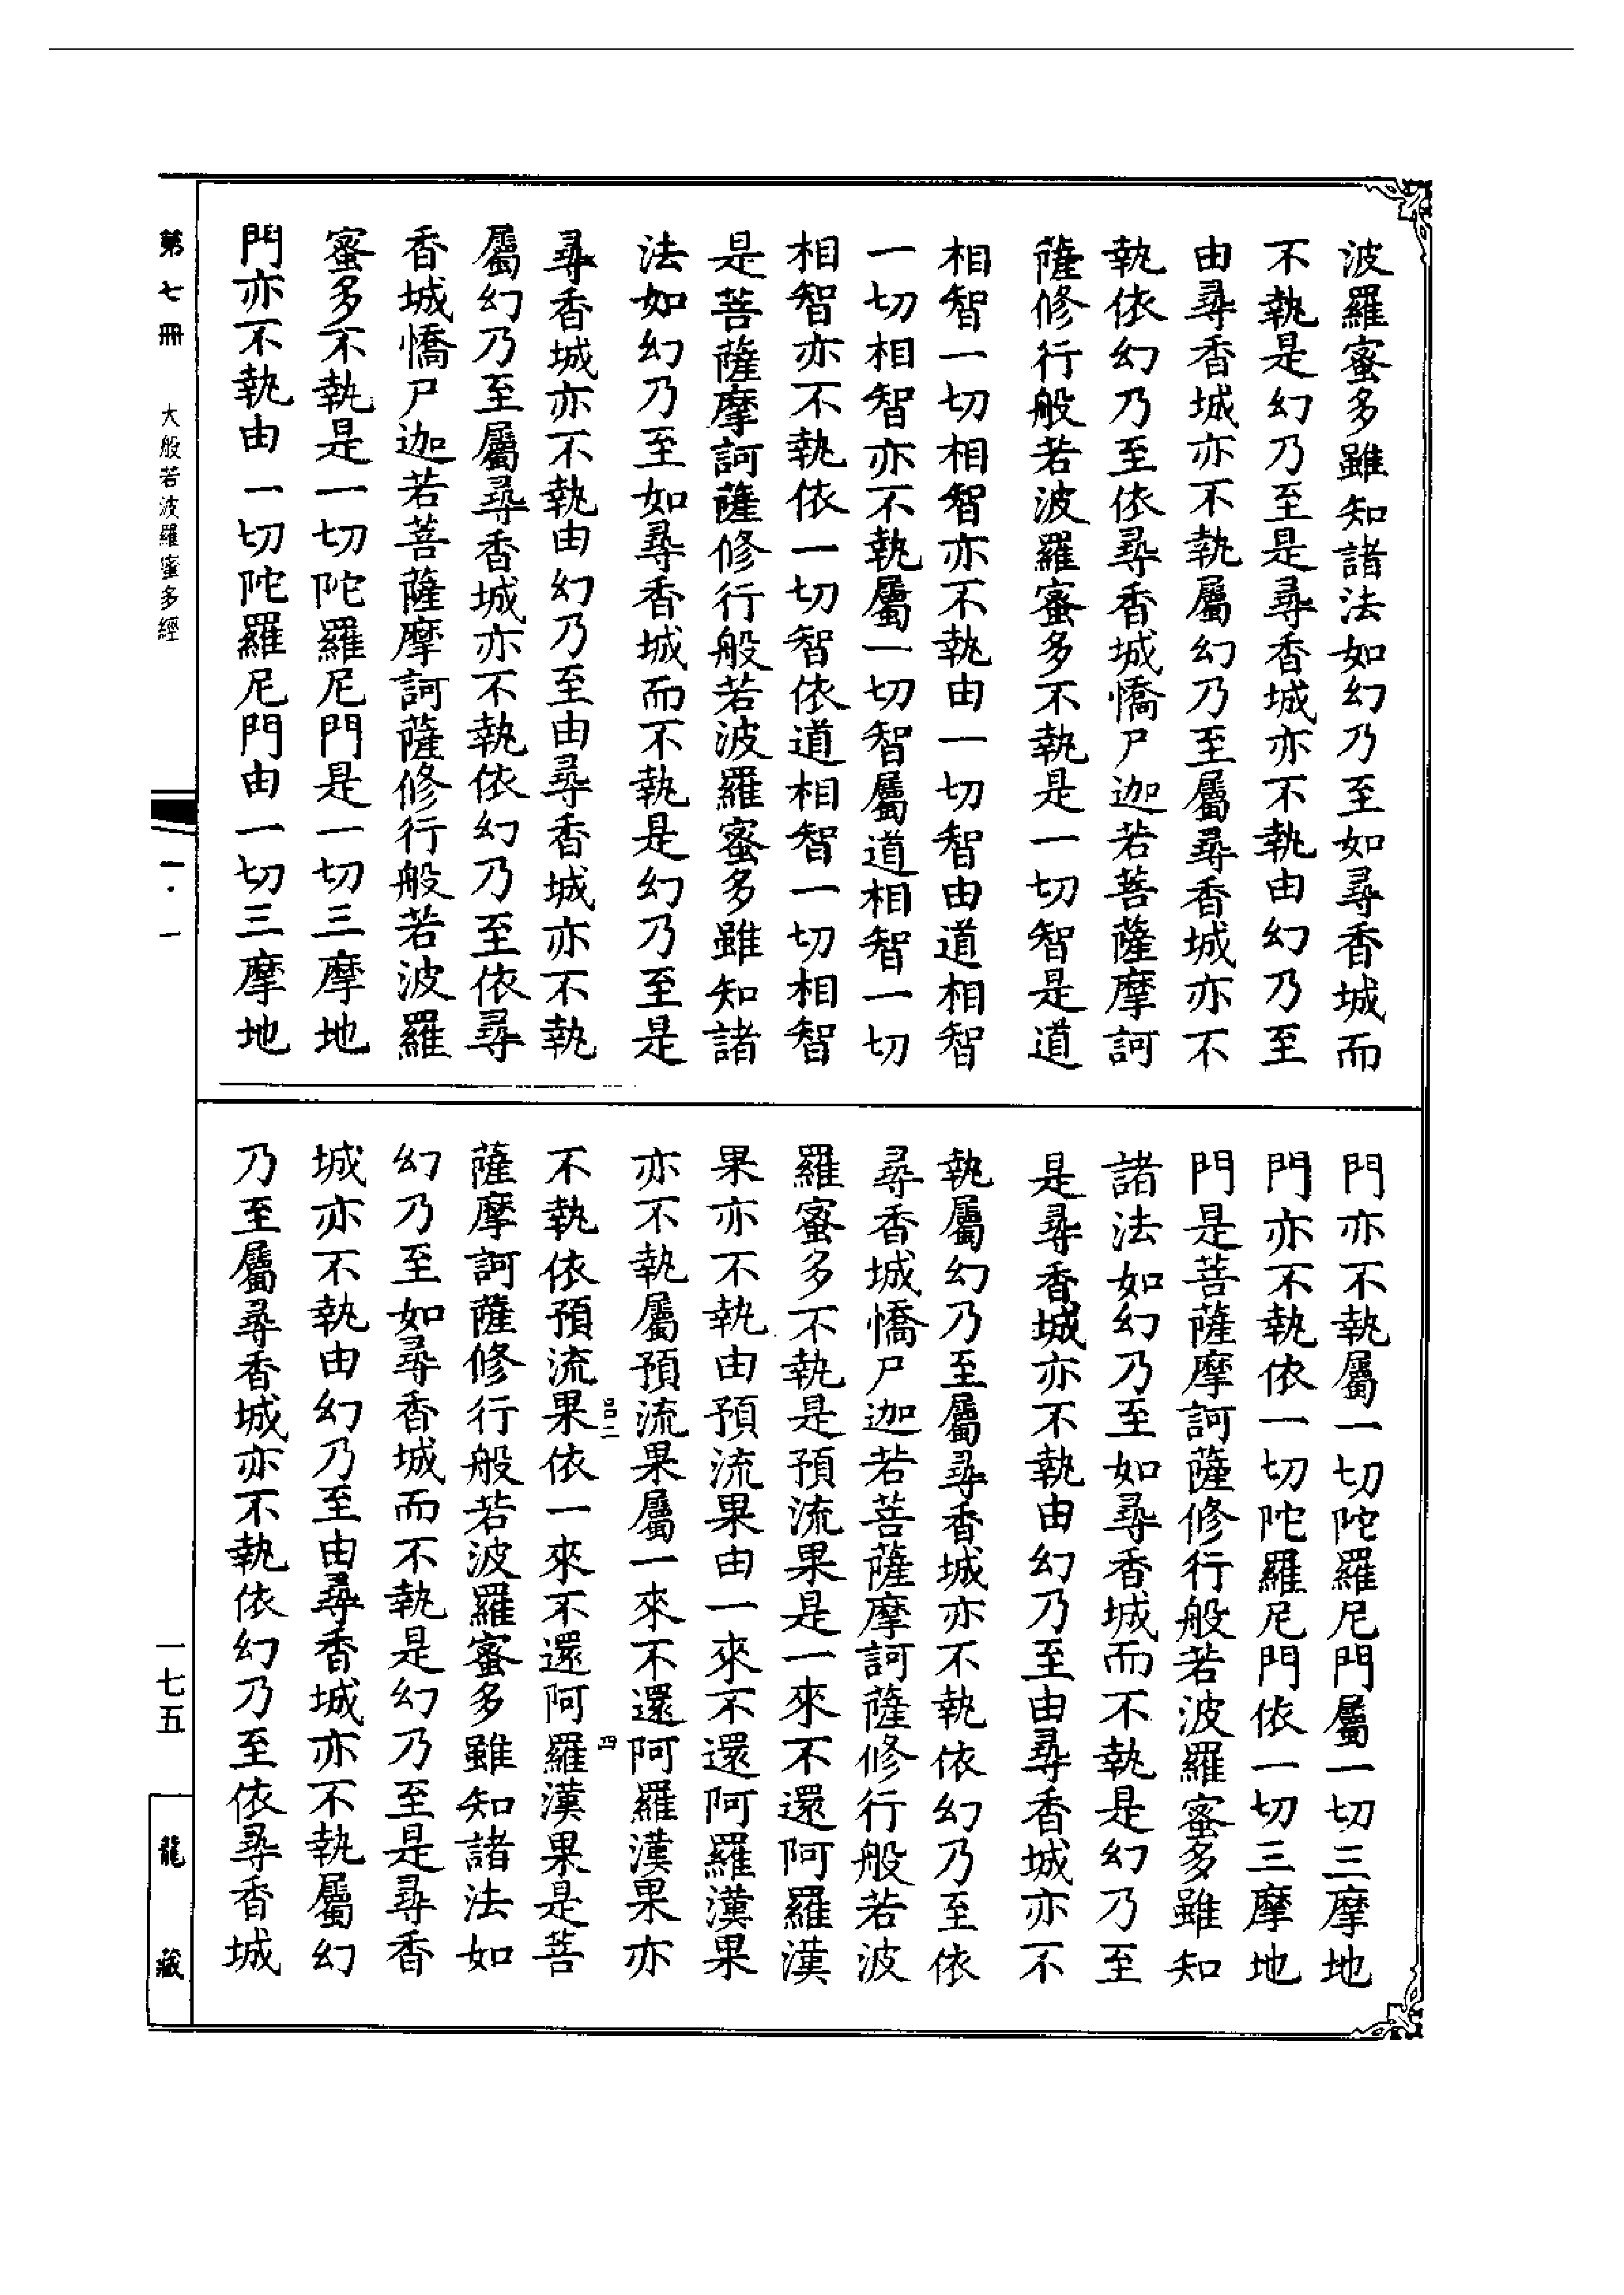 波羅蜜多雖知諸法如幻乃至如尋香城而
不執是幻乃至是尋香城亦不執由幻乃至
由尋香城亦不執屬幻乃至屬尋香城亦不
執依幻乃至依尋香城憍尸迦若菩薩摩訶
薩修行般若波羅蜜多不執是一切智是道
相智一切相智亦不執由一切智由道相智
一切相智亦不執屬一切智屬道相智一切
相智亦不執依一切智依道相智一切相智
是菩薩摩訶薩修行般若波羅蜜多雖知諸
法如幻乃至如尋香城而不執是幻乃至是
尋香城亦不執由幻乃至由尋香城亦不執
屬幻乃至屬尋香城亦不執依幻乃至依尋
香城憍尸迦若菩薩摩訶薩修行般若波羅
蜜多不執是一切陀羅尼門是一切三摩地
門亦不執由一切陀羅尼門由一切三摩地
門亦不執屬一切陀羅尼門屬一切三摩地
門亦不執依一切陀羅尼門依一切三摩地
門是菩薩摩訶薩修行般若波羅蜜多雖知
諸法如幻乃至如尋香城而不執是幻乃至
是尋香城亦不執由幻乃至由尋香城亦不
執屬幻乃至屬尋香城亦不執依幻乃至依
尋香城憍尸迦若菩薩摩訶薩修行般若波
羅蜜多不執是預流果是一來不還阿羅漢
果亦不執由預流果由一來不還阿羅漢果
亦不執屬預流果屬一來不還阿羅漢果亦
呂二 四
不執依預流果依一來不還阿羅漢果是菩
薩摩訶薩修行般若波羅蜜多雖知諸法如
幻乃至如尋香城而不執是幻乃至是尋香
城亦不執由幻乃至由尋香城亦不執屬幻
乃至屬尋香城亦不執依幻乃至依尋香城
第七冊 大般若波羅蜜多經
一·一
一七五
龍藏